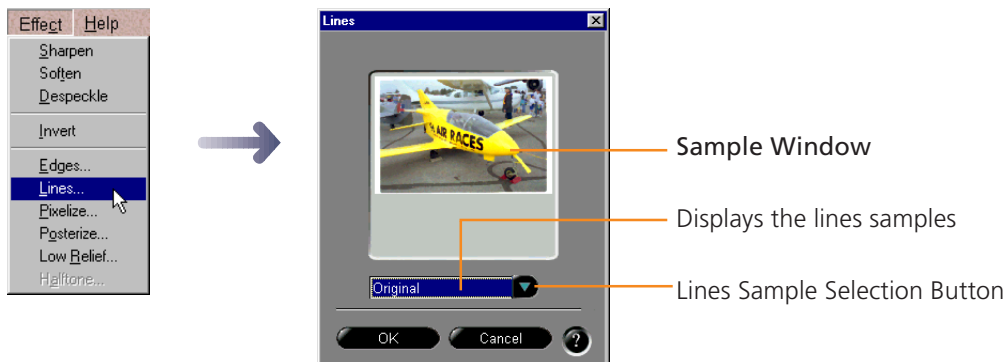 Effect Help
Sharpen
Soften
Despeckle
Invert
Edges...
Lines...
Pixelize...
Posterize...
Low Relief...
Halftone...
Lines
AIR RACES
Original
OK Cancel ?
Sample Window
Displays the lines samples
Lines Sample Selection Button